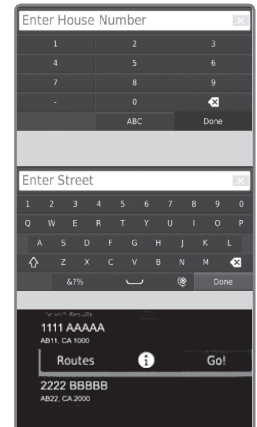 Enter House Number
1 2 3
4 5 6
7 8 9
- 0
ABC Done
Enter Street
1 2 3 4 5 6 7 8 9 0
Q W E R T Y U I O P
A S D F G H J K L
Z X C V B N M
&?% Done
Search Results
1111 AAAAA
AB11, CA 1000
Routes i Go!
2222 BBBBB
AB22, CA 2000